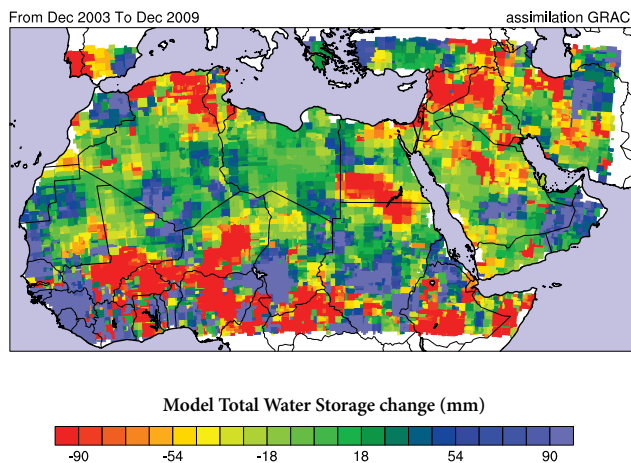 From Dec 2003 To Dec 2009 assimilation GRAC
Model Total Water Storage change (mm)
-90 -54 -18 18 54 90